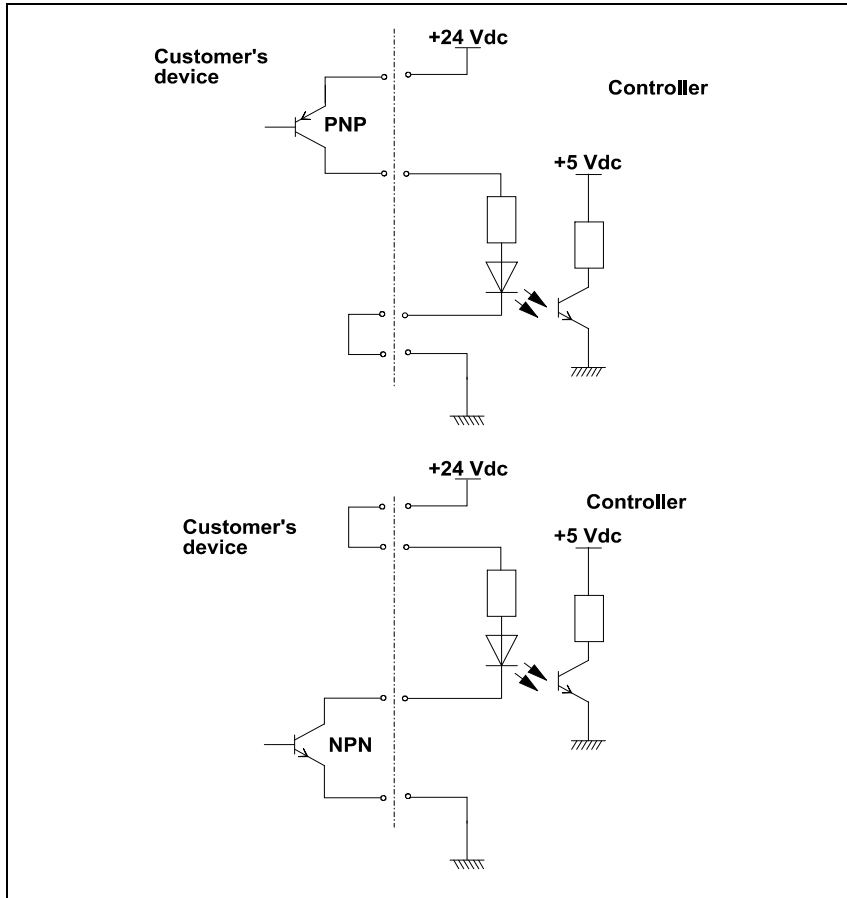 +24 Vdc
Customer's
device
Controller
PNP
+5 Vdc
+24 Vdc
Controller
Customer's
device
+5 Vdc
NPN